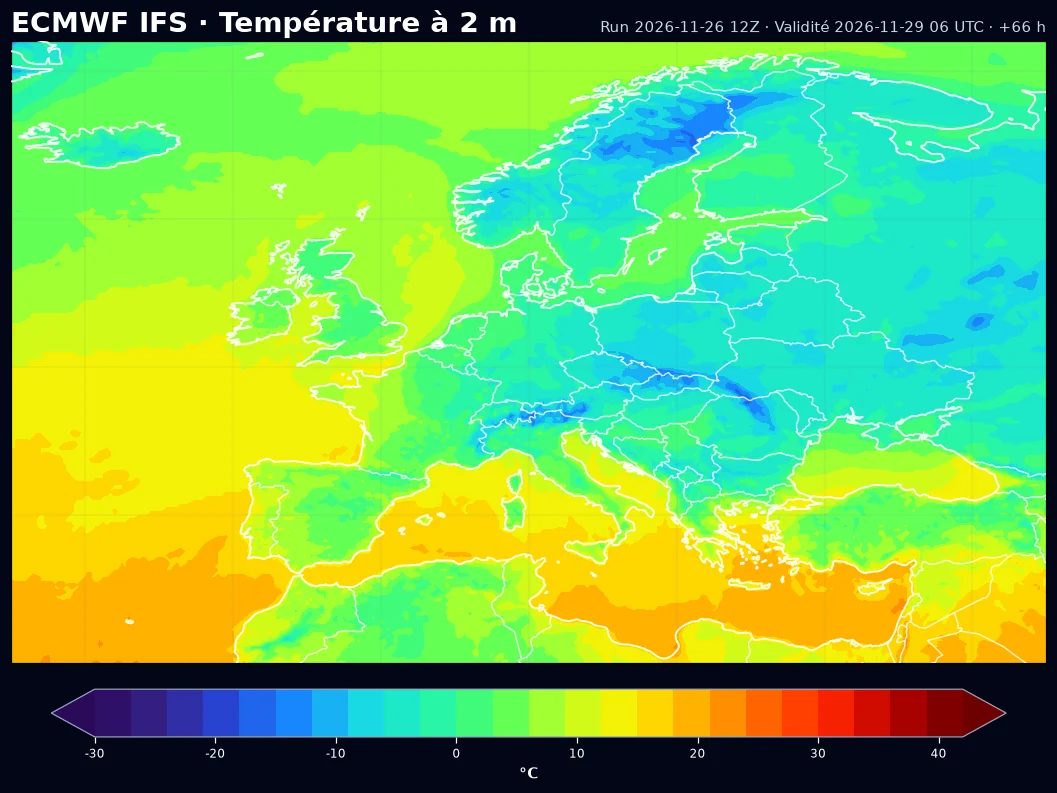 ECMWF IFS · Température à 2 m
Run 2026-11-26 12Z · Validité 2026-11-29 06 UTC · +66 h
-30 -20 -10 0 10 20 30 40
°C